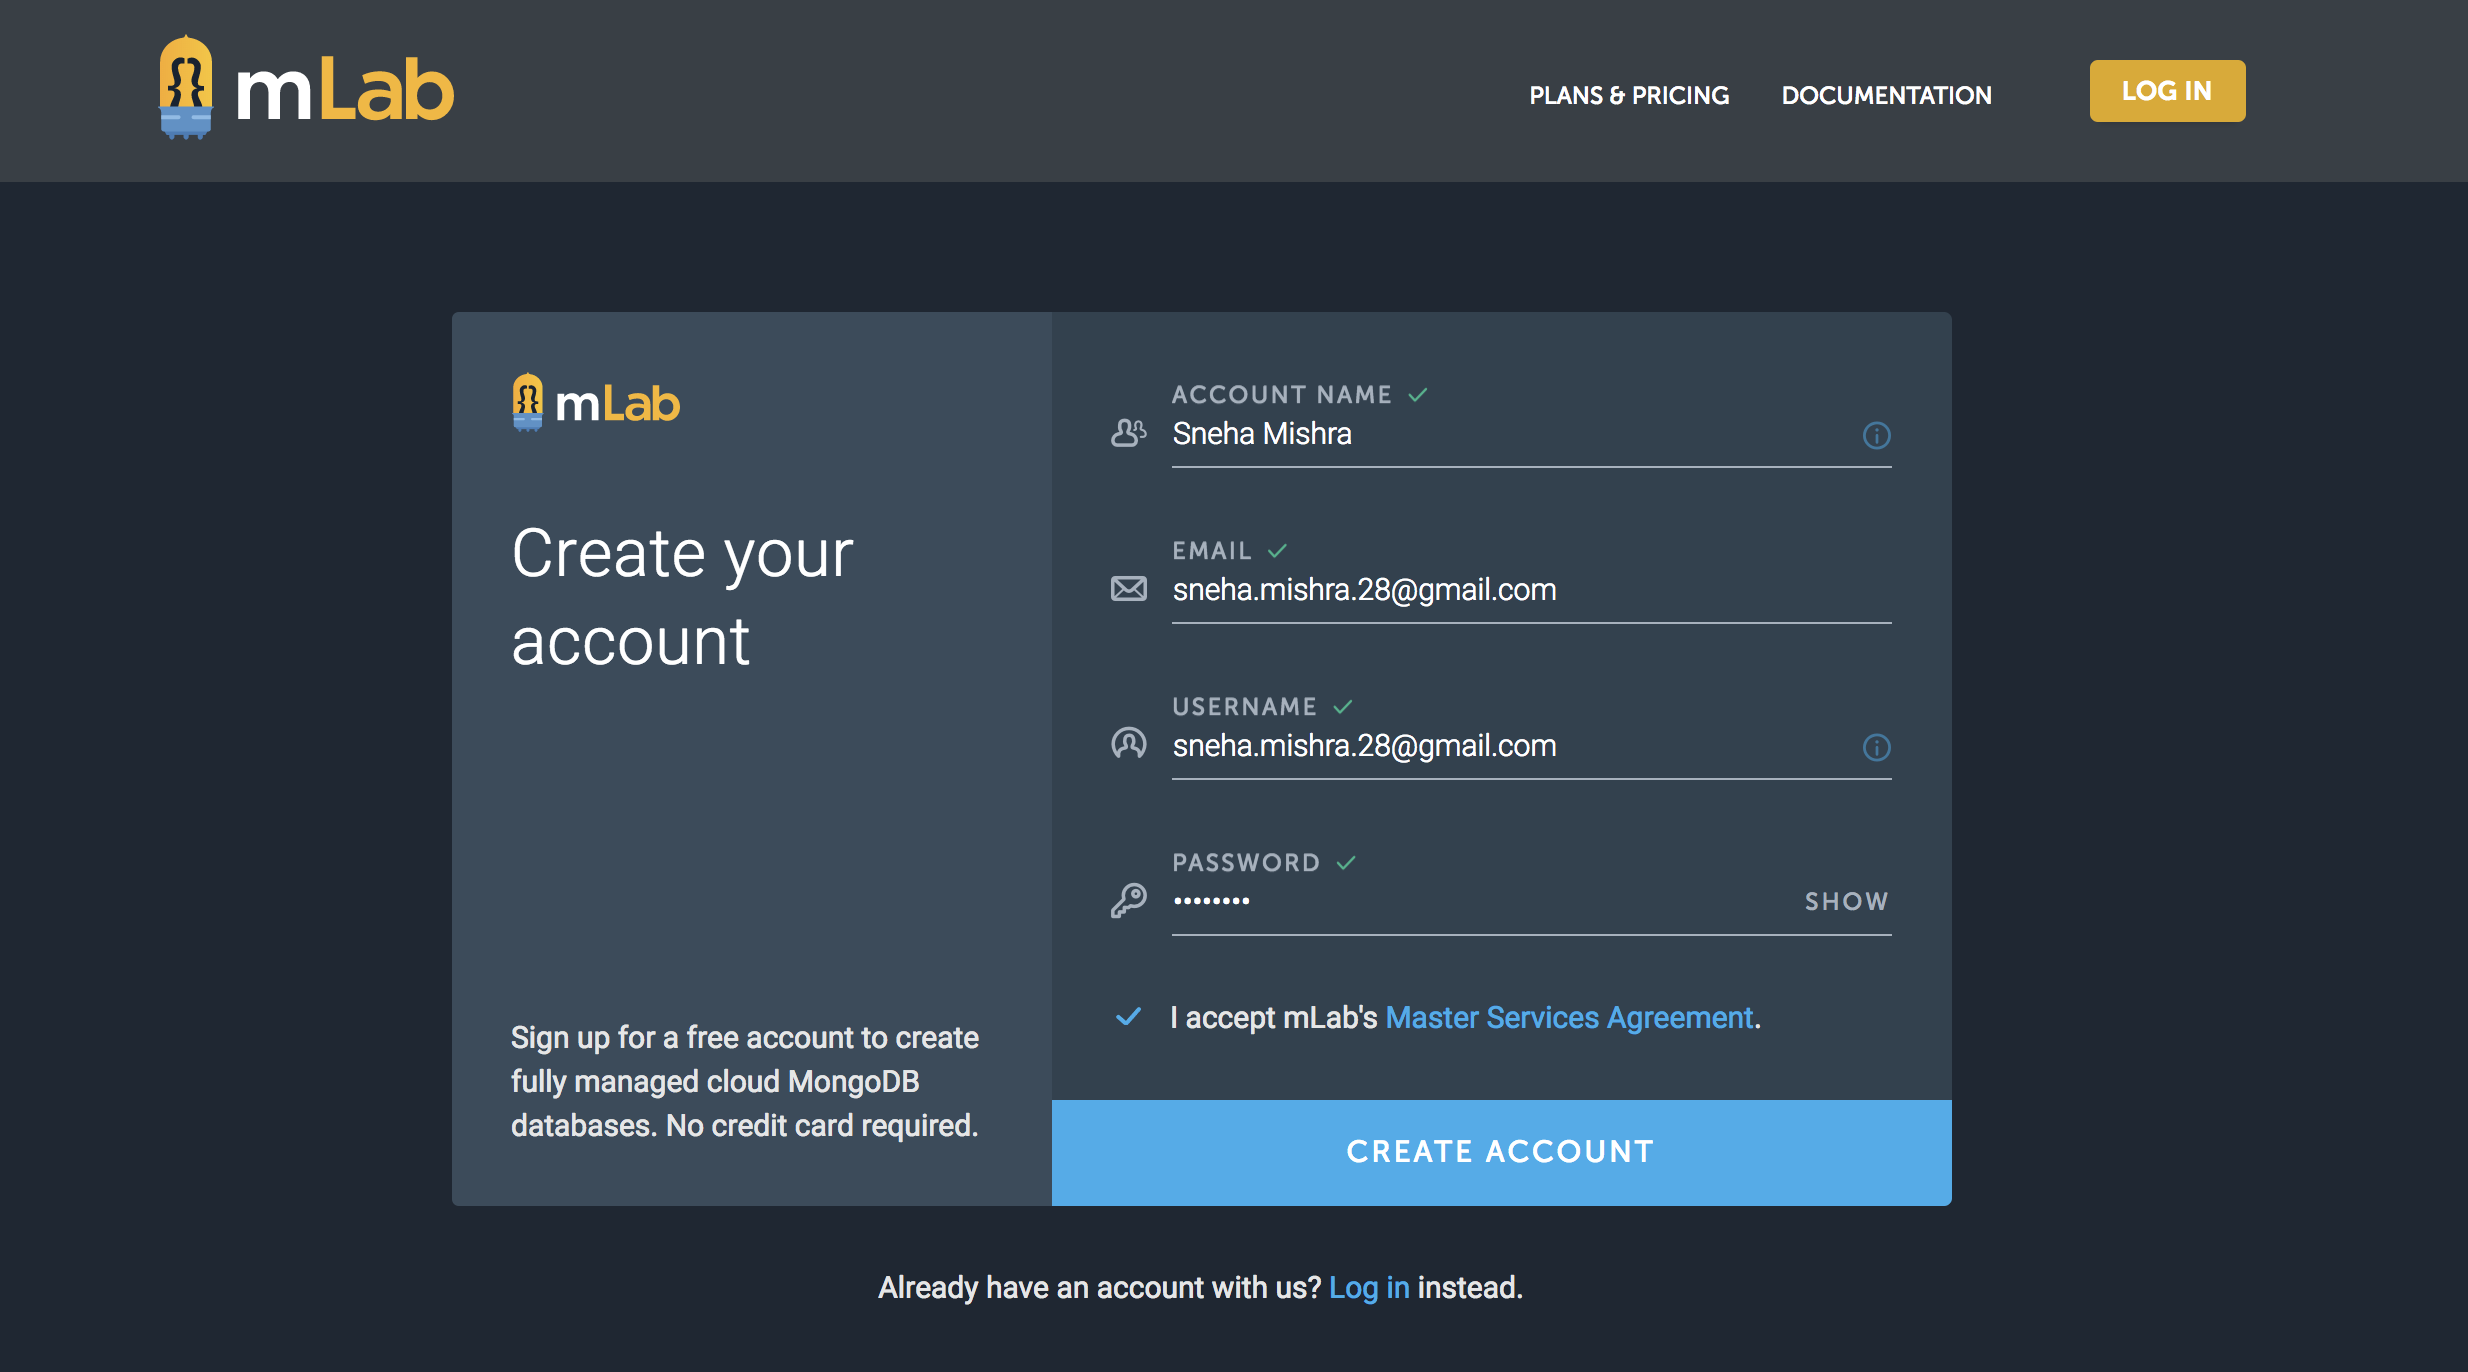 mLab
PLANS & PRICING
DOCUMENTATION
LOG IN
mLab
Create your
account
Sign up for a free account to create
fully managed cloud MongoDB
databases. No credit card required.
ACCOUNT NAME
Sneha Mishra
EMAIL
sneha.mishra.28@gmail.com
USERNAME
sneha.mishra.28@gmail.com
PASSWORD
••••••••
SHOW
I accept mLab's Master Services Agreement.
CREATE ACCOUNT
Already have an account with us? Log in instead.